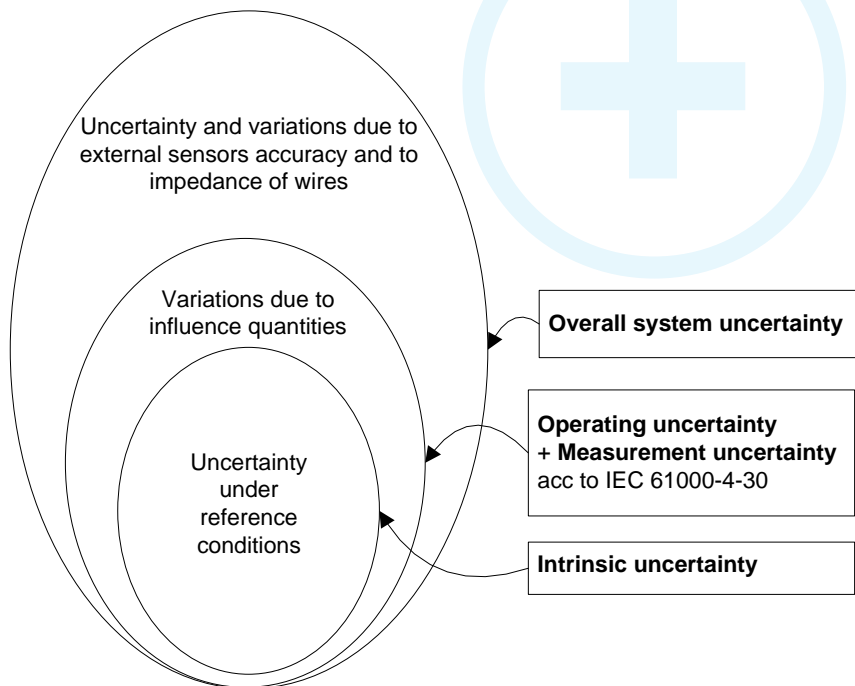 Uncertainty and variations due to
external sensors accuracy and to
impedance of wires
Variations due to
influence quantities
Uncertainty
under
reference
conditions
Overall system uncertainty
Operating uncertainty
+ Measurement uncertainty
acc to IEC 61000-4-30
Intrinsic uncertainty